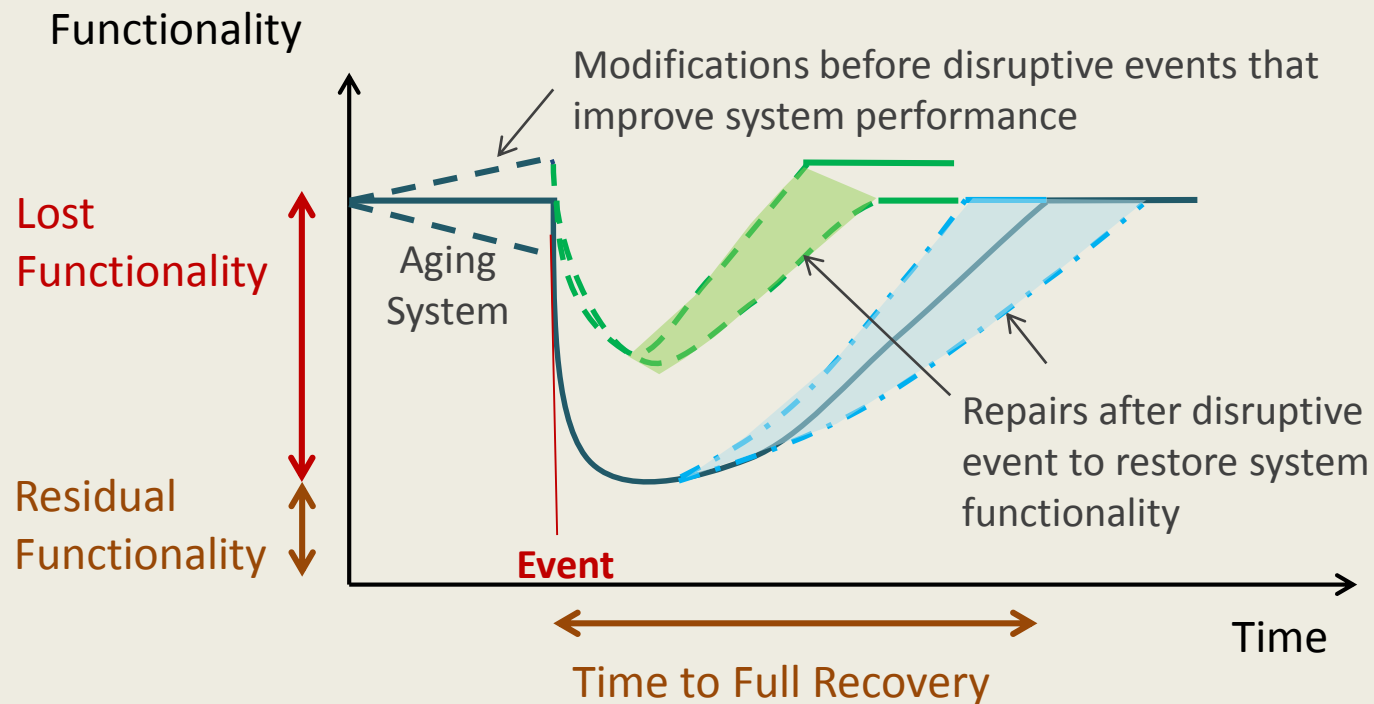 Functionality
Modifications before disruptive events that
improve system performance
Lost
Functionality
Aging
System
Repairs after disruptive
event to restore system
functionality
Residual
Functionality
Event
Time
Time to Full Recovery